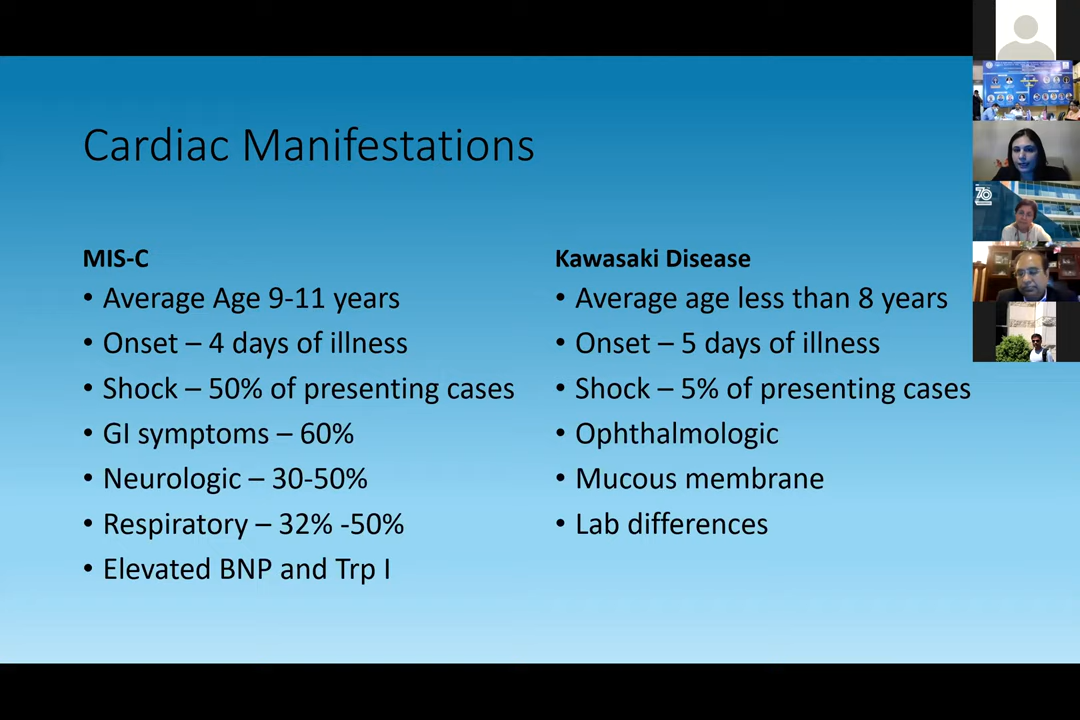 Cardiac Manifestations
MIS-C
• Average Age 9-11 years
• Onset – 4 days of illness
• Shock – 50% of presenting cases
• GI symptoms – 60%
• Neurologic – 30-50%
• Respiratory – 32% -50%
• Elevated BNP and Trp I
Kawasaki Disease
• Average age less than 8 years
• Onset – 5 days of illness
• Shock – 5% of presenting cases
• Ophthalmologic
• Mucous membrane
• Lab differences
70